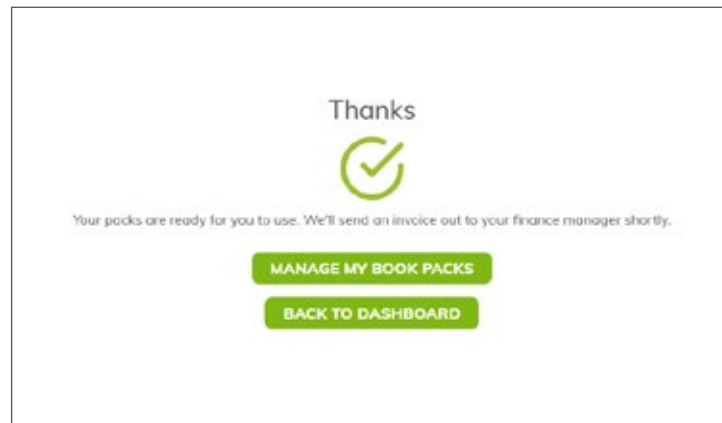 Thanks
Your packs are ready for you to use. We'll send an invoice out to your finance manager shortly.
MANAGE MY BOOK PACKS
BACK TO DASHBOARD